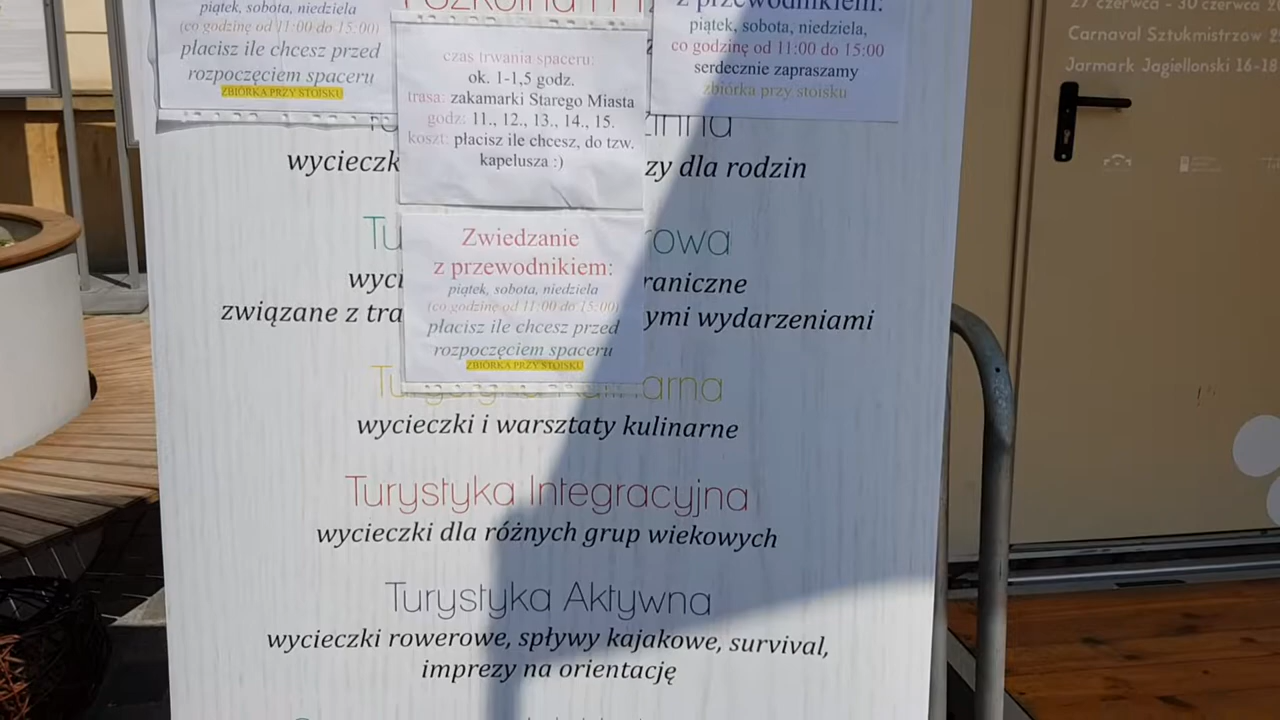 piątek, sobota, niedziela
(co godzinę od 11:00 do 15:00)
płacisz ile chcesz przed
rozpoczęciem spaceru
ZBIÓRKA PRZY STOISKU
czas trwania spaceru:
ok. 1-1,5 godz.
trasa: zakamarki Starego Miasta
godz: 11., 12., 13., 14., 15.
koszt: płacisz ile chcesz, do tzw.
kapelusza :)
z przewodnikiem:
piątek, sobota, niedziela,
co godzinę od 11:00 do 15:00
serdecznie zapraszamy
zbiórka przy stoisku
Zwiedzanie
z przewodnikiem:
piątek, sobota, niedziela
(co godzinę od 11:00 do 15:00)
płacisz ile chcesz przed
rozpoczęciem spaceru
ZBIÓRKA PRZY STOISKU
wycieczk zy dla rodzin
Tu rowa
wyci raniczne
związane z tra ymi wydarzeniami
wycieczki i warsztaty kulinarne
Turystyka Integracyjna
wycieczki dla różnych grup wiekowych
Turystyka Aktywna
wycieczki rowerowe, spływy kajakowe, survival,
imprezy na orientację
27 czerwca - 30 czerwca
Carnaval Sztukmistrzów
Jarmark Jagielloński 16-18